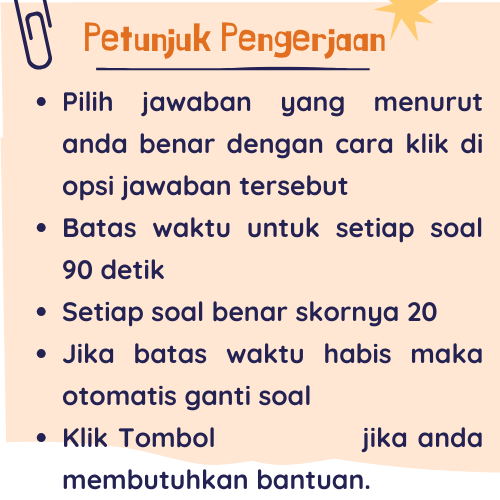 Petunjuk Pengerjaan
• Pilih jawaban yang menurut
anda benar dengan cara klik di
opsi jawaban tersebut
• Batas waktu untuk setiap soal
90 detik
• Setiap soal benar skornya 20
• Jika batas waktu habis maka
otomatis ganti soal
• Klik Tombol jika anda
membutuhkan bantuan.